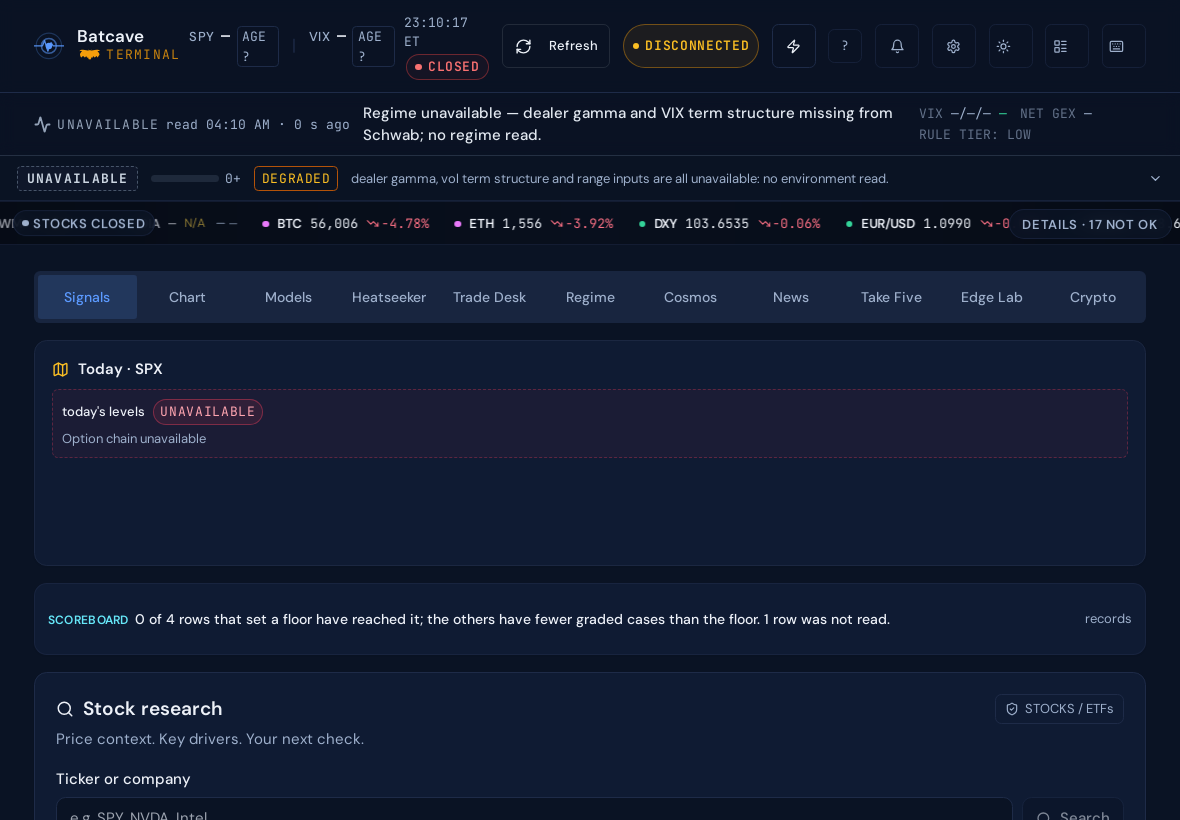 Batcave
TERMINAL
SPY —
AGE ?
VIX —
AGE ?
23:10:17 ET
CLOSED
Refresh
DISCONNECTED
?
UNAVAILABLE read 04:10 AM · 0 s ago
Regime unavailable — dealer gamma and VIX term structure missing from
Schwab; no regime read.
VIX —/—/— — NET GEX —
RULE TIER: LOW
UNAVAILABLE
0+
DEGRADED
dealer gamma, vol term structure and range inputs are all unavailable: no environment read.
STOCKS CLOSED
— N/A — —
BTC 56,006 -4.78%
ETH 1,556 -3.92%
DXY 103.6535 -0.06%
EUR/USD 1.0990 -0
DETAILS · 17 NOT OK
Signals
Chart
Models
Heatseeker
Trade Desk
Regime
Cosmos
News
Take Five
Edge Lab
Crypto
Today · SPX
today's levels UNAVAILABLE
Option chain unavailable
SCOREBOARD 0 of 4 rows that set a floor have reached it; the others have fewer graded cases than the floor. 1 row was not read.
records
Stock research
STOCKS / ETFs
Price context. Key drivers. Your next check.
Ticker or company
e.g. SPY, NVDA, Intel
Search